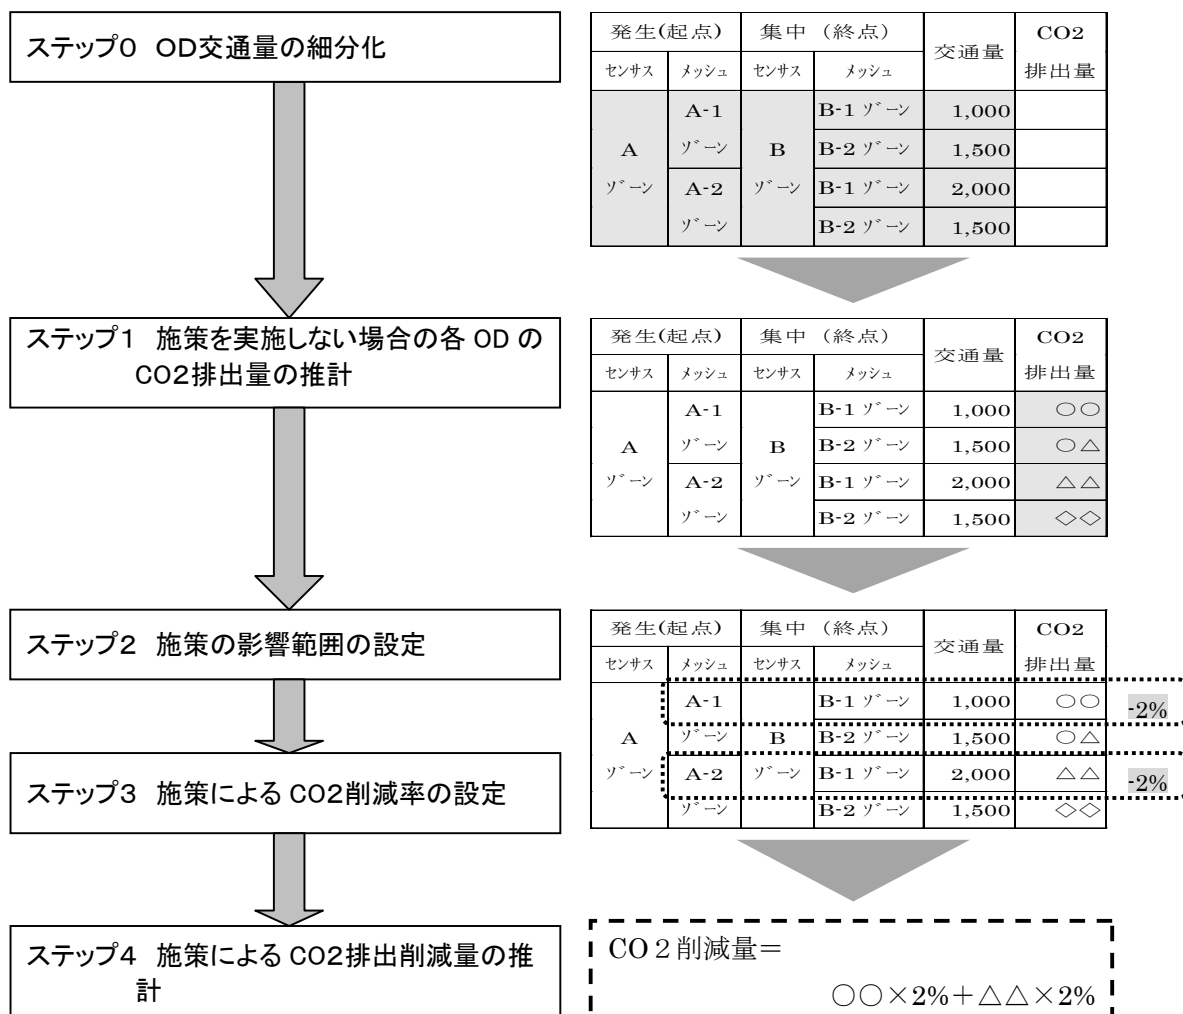 ステップ0 OD交通量の細分化
発生(起点) 集中 (終点) 交通量 CO2 排出量
センサス メッシュ センサス メッシュ
A ゾーン A-1 ゾーン B ゾーン B-1 ゾーン 1,000
B-2 ゾーン 1,500
A-2 ゾーン B-1 ゾーン 2,000
B-2 ゾーン 1,500
ステップ1 施策を実施しない場合の各 OD の
CO2排出量の推計
発生(起点) 集中 (終点) 交通量 CO2 排出量
センサス メッシュ センサス メッシュ
A ゾーン A-1 ゾーン B ゾーン B-1 ゾーン 1,000 ○○
B-2 ゾーン 1,500 ○△
A-2 ゾーン B-1 ゾーン 2,000 △△
B-2 ゾーン 1,500 ◇◇
ステップ2 施策の影響範囲の設定
ステップ3 施策による CO2削減率の設定
発生(起点) 集中 (終点) 交通量 CO2 排出量
センサス メッシュ センサス メッシュ
A ゾーン A-1 ゾーン B ゾーン B-1 ゾーン 1,000 ○○ -2%
B-2 ゾーン 1,500 ○△
A-2 ゾーン B-1 ゾーン 2,000 △△ -2%
B-2 ゾーン 1,500 ◇◇
ステップ4 施策による CO2排出削減量の推
計
CO2削減量=
○○×2%+△△×2%